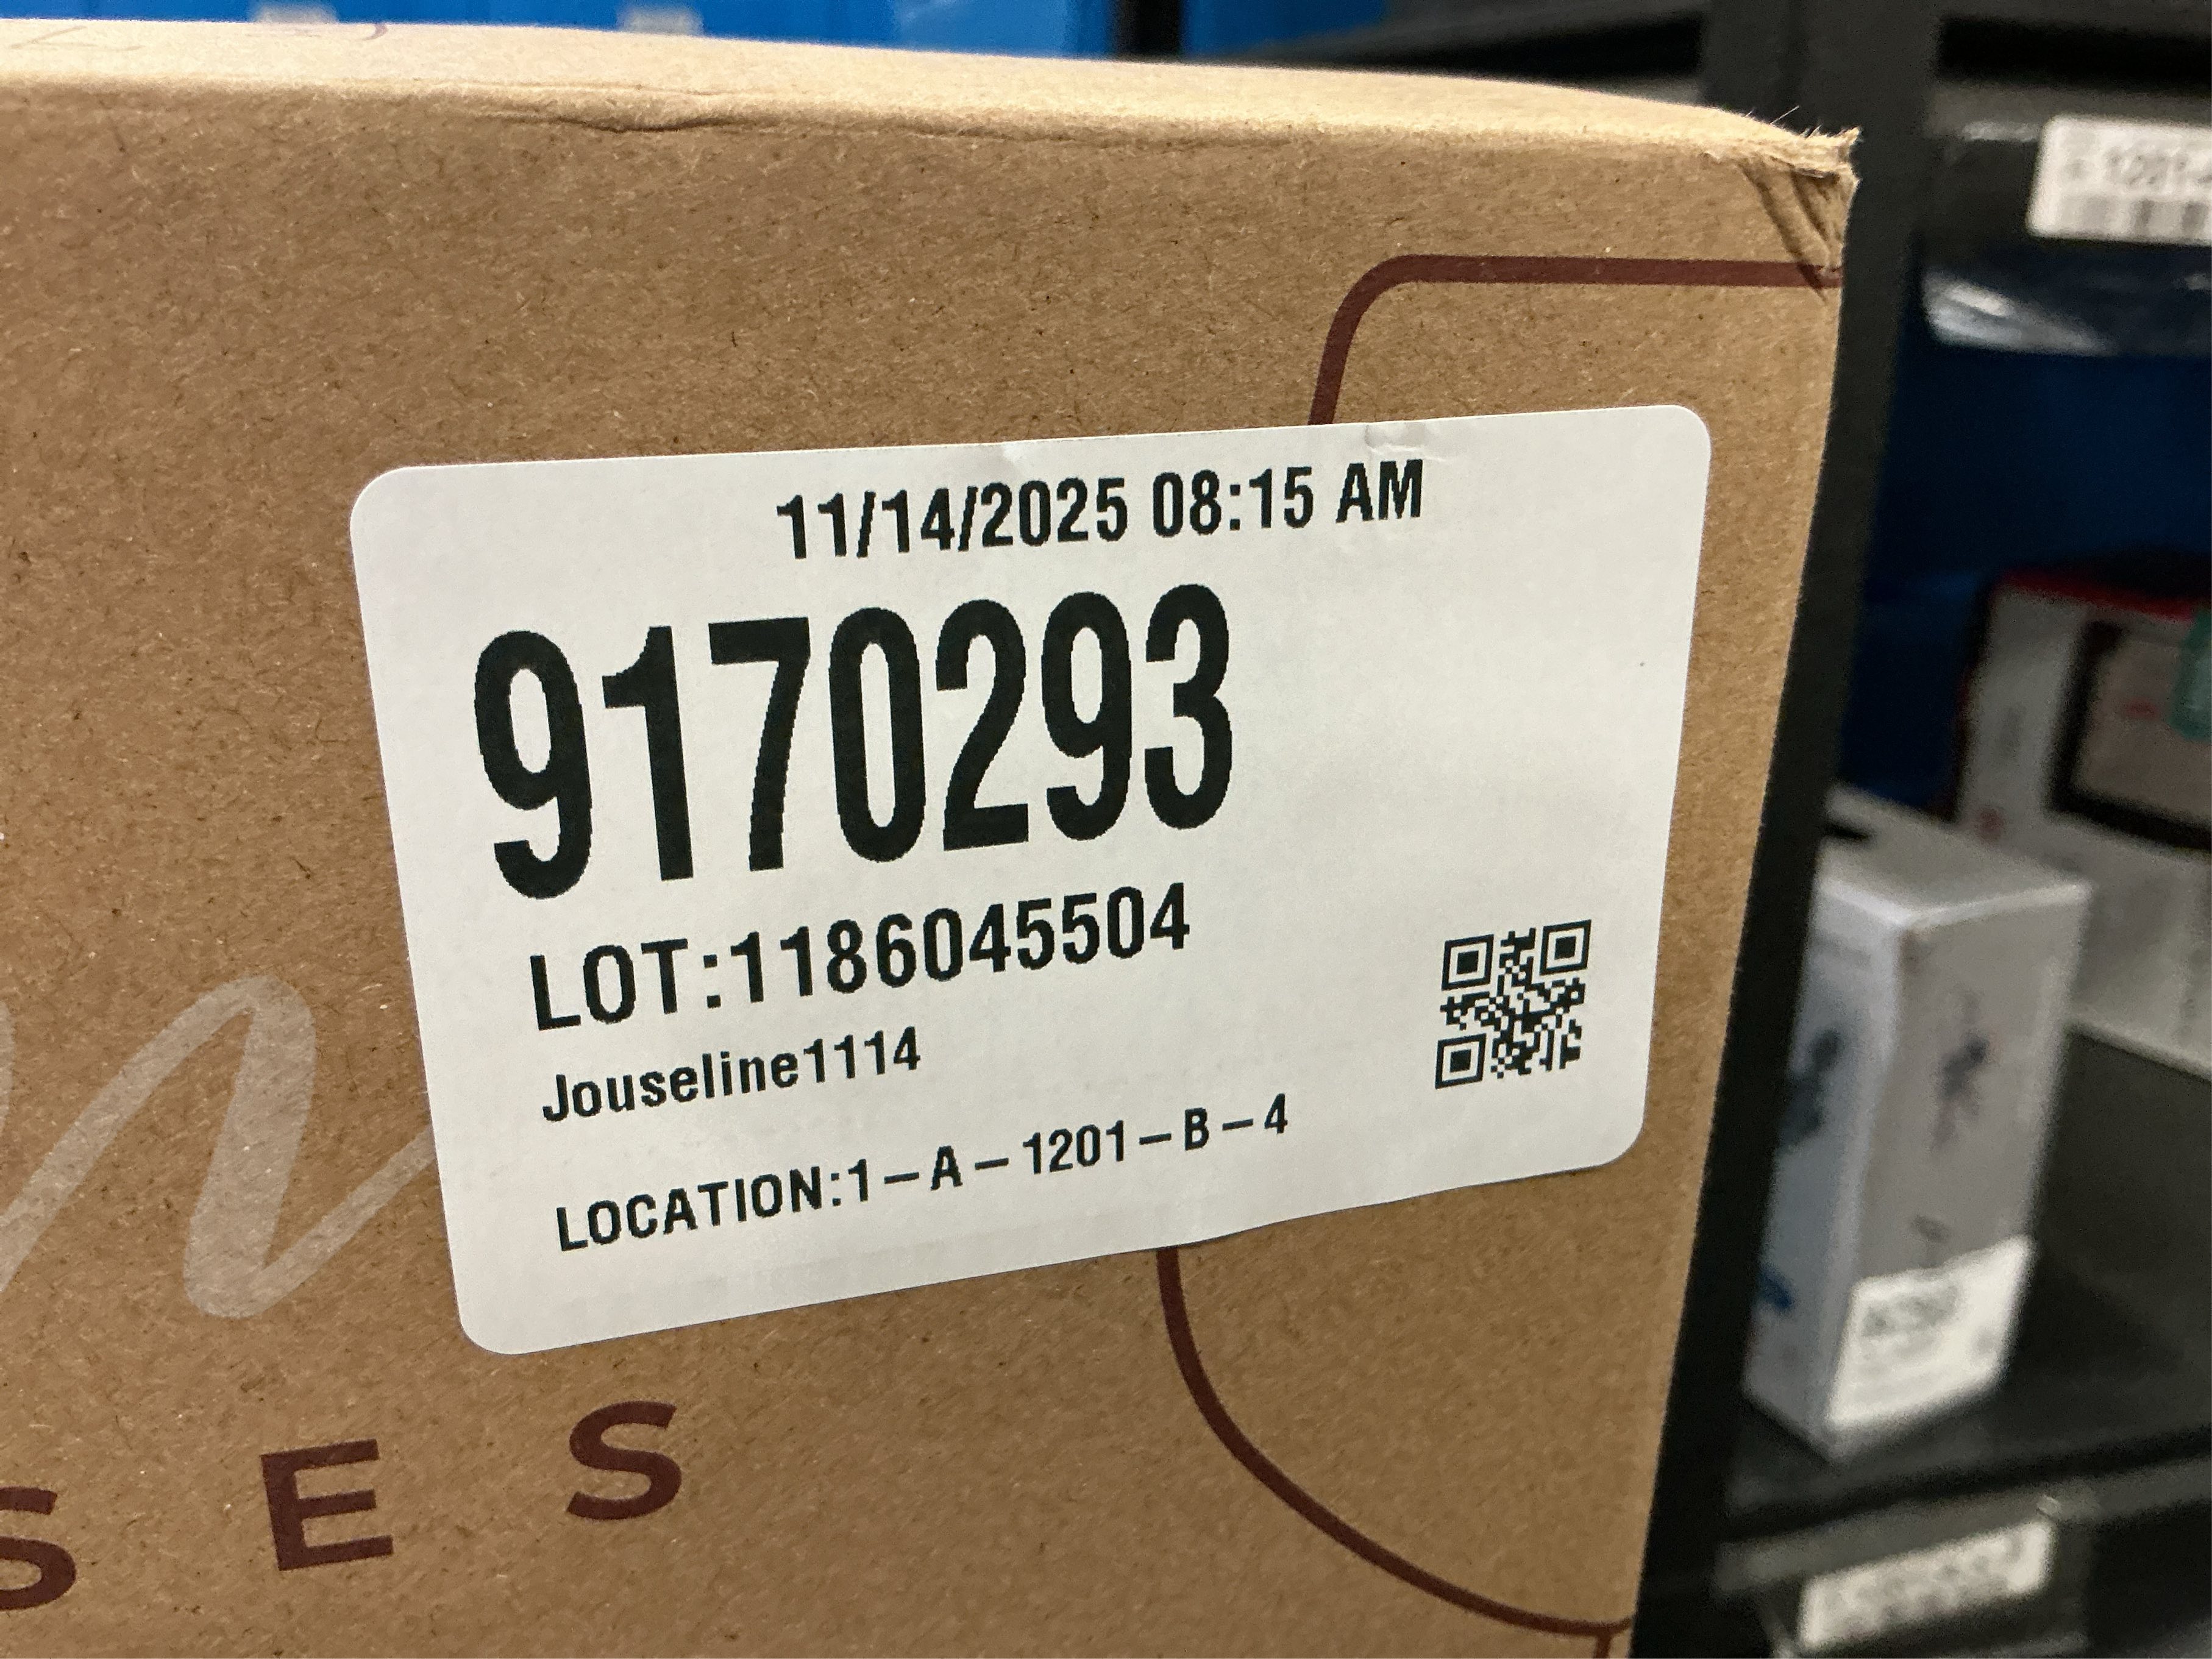 11/14/2025 08:15 AM
9170293
LOT:1186045504
Jouseline1114
LOCATION:1-A-1201-B-4
S E S